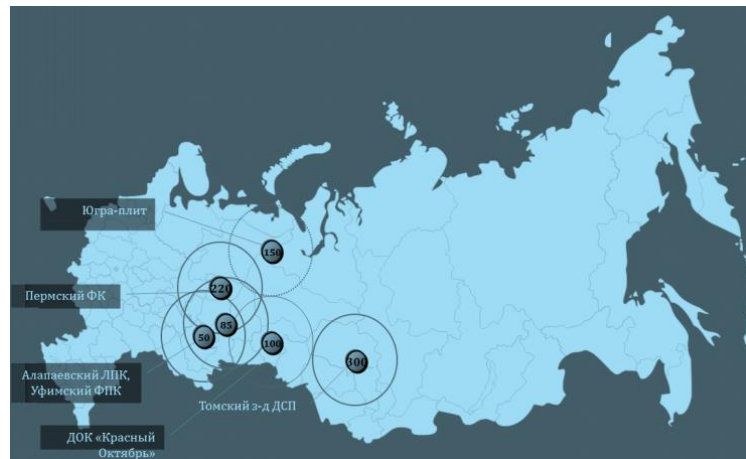 Югра-плит
150
Пермский ФК
220
85
50
100
300
Алапаевский ЛПК,
Уфимский ФПК
Томский з-д ДСП
ДОК «Красный
Октябрь»